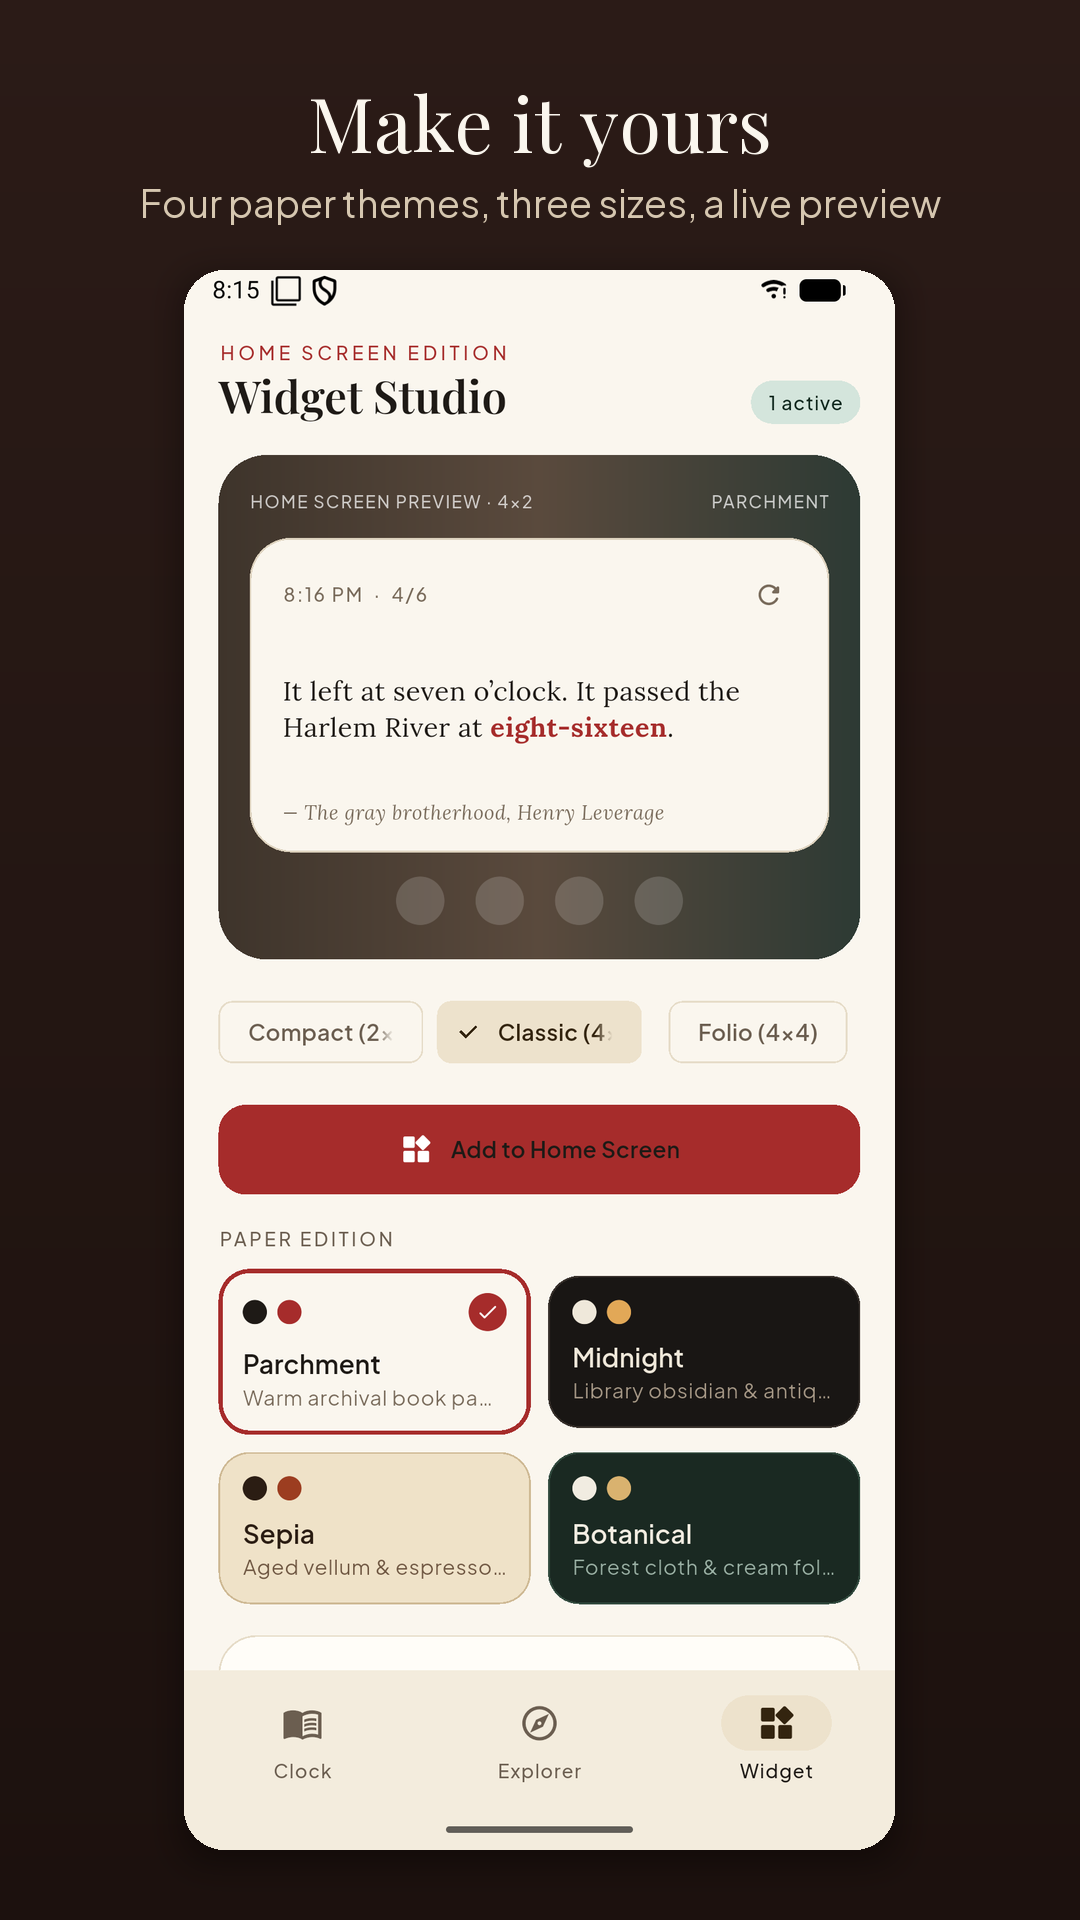 Make it yours
Four paper themes, three sizes, a live preview
8:15
HOME SCREEN EDITION
Widget Studio
1 active
HOME SCREEN PREVIEW · 4×2
PARCHMENT
8:16 PM · 4/6
It left at seven o’clock. It passed the
Harlem River at eight-sixteen.
— The gray brotherhood, Henry Leverage
Compact (2×
Classic (4×
Folio (4×4)
Add to Home Screen
PAPER EDITION
Parchment
Warm archival book pa...
Midnight
Library obsidian & antiq...
Sepia
Aged vellum & espresso...
Botanical
Forest cloth & cream fol...
Clock
Explorer
Widget